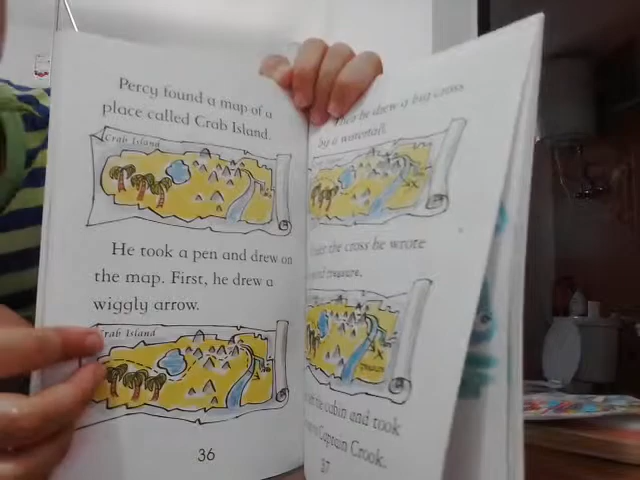 Percy found a map of a
place called Crab Island.
Crab Island
He took a pen and drew on
the map. First, he drew a
wiggly arrow.
Crab Island
36
Then he drew a big cross
by a waterfall.
the cross he wrote
treasure.
cabin and took
Captain Crook.
37